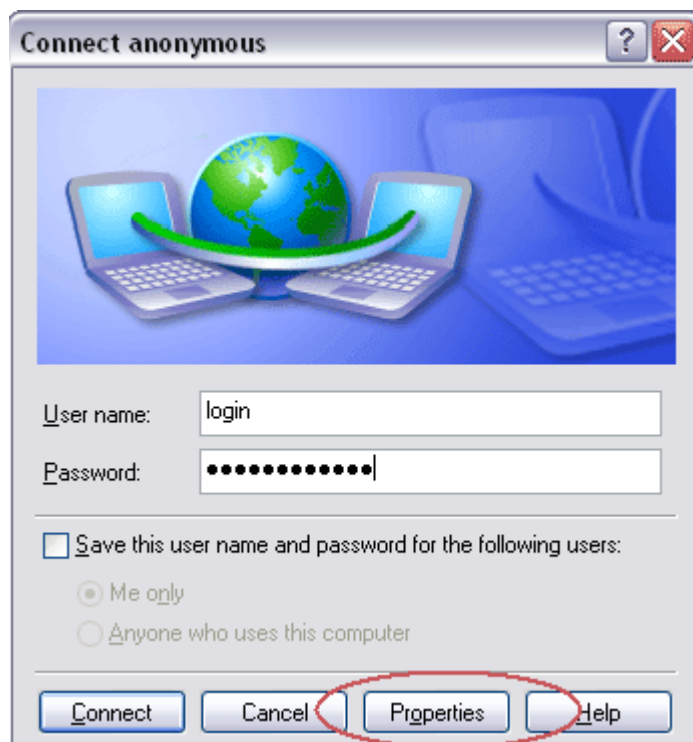 Connect anonymous
User name: login
Password: ●●●●●●●●●●●●
Save this user name and password for the following users:
Me only
Anyone who uses this computer
Connect Cancel Properties Help